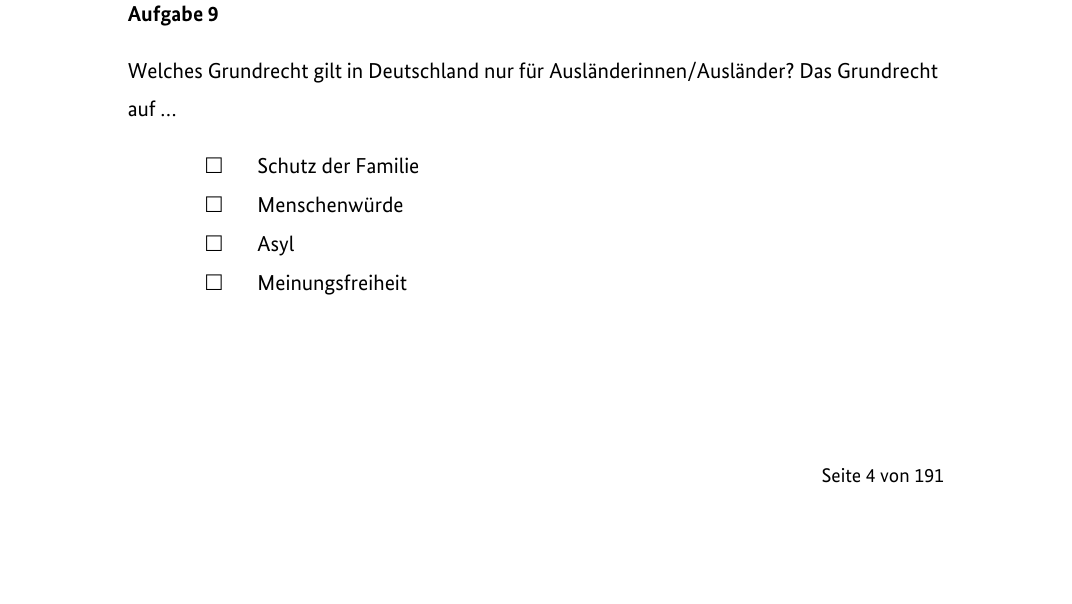 Aufgabe 9
Welches Grundrecht gilt in Deutschland nur für Ausländerinnen/Ausländer? Das Grundrecht
auf …
☐ Schutz der Familie
☐ Menschenwürde
☐ Asyl
☐ Meinungsfreiheit
Seite 4 von 191